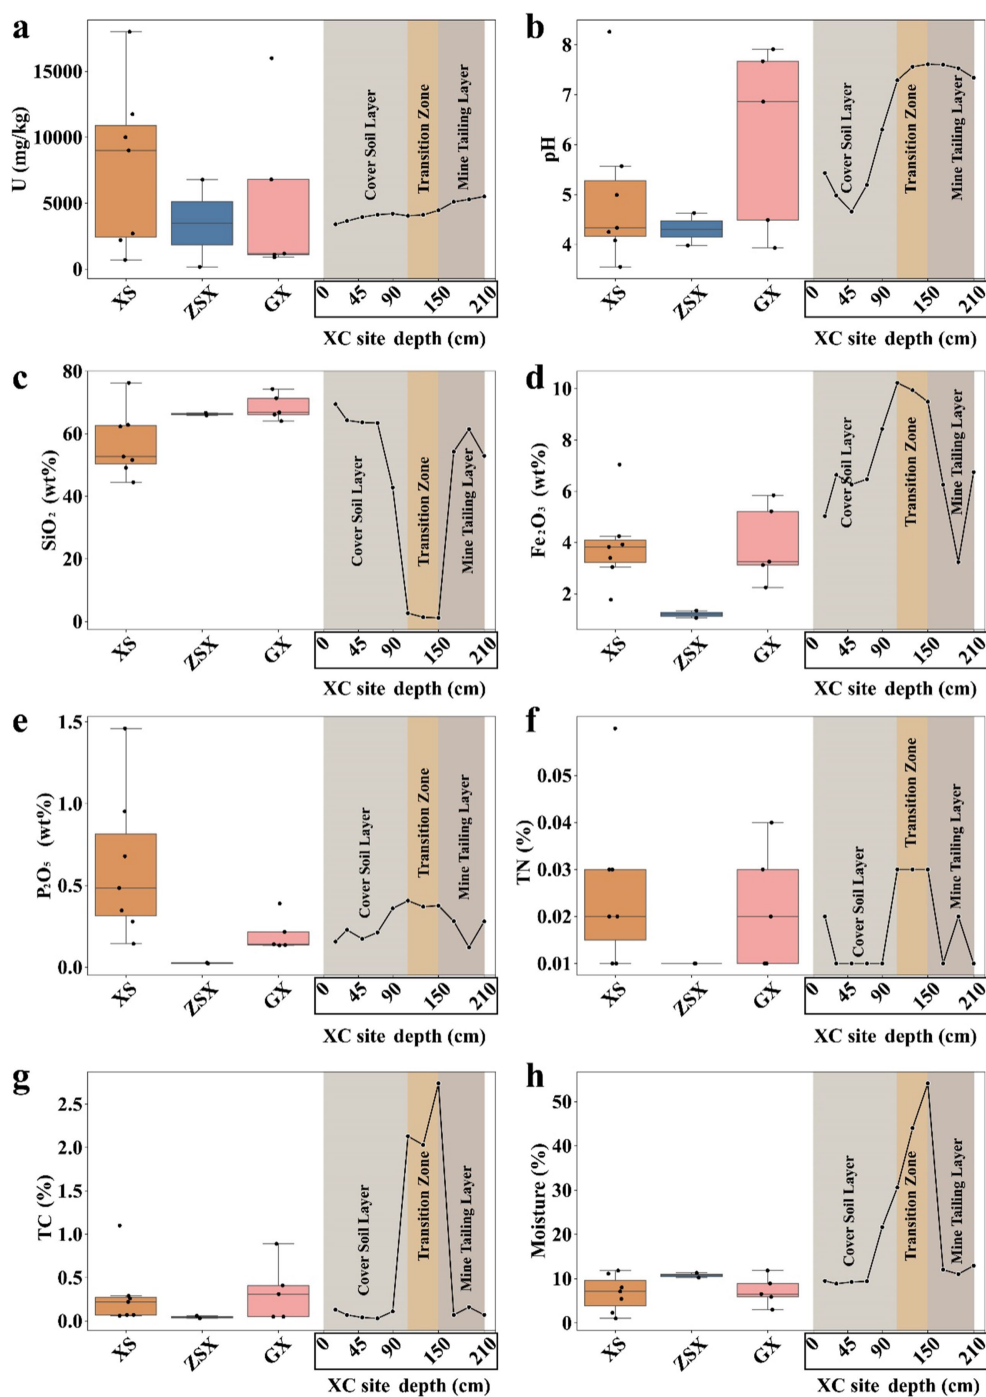 a
U (mg/kg)
15000
10000
5000
0
Cover Soil Layer
Transition Zone
Mine Tailing Layer
XS
ZSX
GX
0
45
90
150
210
XC site depth (cm)
b
pH
8
7
6
5
4
Cover Soil Layer
Transition Zone
Mine Tailing Layer
XS
ZSX
GX
0
45
90
150
210
XC site depth (cm)
c
SiO₂ (wt%)
80
60
40
20
0
Cover Soil Layer
Transition Zone
Mine Tailing Layer
XS
ZSX
GX
0
45
90
150
210
XC site depth (cm)
d
Fe₂O₃ (wt%)
10
8
6
4
2
Cover Soil Layer
Transition Zone
Mine Tailing Layer
XS
ZSX
GX
0
45
90
150
210
XC site depth (cm)
e
P₂O₅ (wt%)
1.5
1.0
0.5
0.0
Cover Soil Layer
Transition Zone
Mine Tailing Layer
XS
ZSX
GX
0
45
90
150
210
XC site depth (cm)
f
TN (%)
0.05
0.04
0.03
0.02
0.01
Cover Soil Layer
Transition Zone
Mine Tailing Layer
XS
ZSX
GX
0
45
90
150
210
XC site depth (cm)
g
TC (%)
2.5
2.0
1.5
1.0
0.5
0.0
Cover Soil Layer
Transition Zone
Mine Tailing Layer
XS
ZSX
GX
0
45
90
150
210
XC site depth (cm)
h
Moisture (%)
50
40
30
20
10
0
Cover Soil Layer
Transition Zone
Mine Tailing Layer
XS
ZSX
GX
0
45
90
150
210
XC site depth (cm)